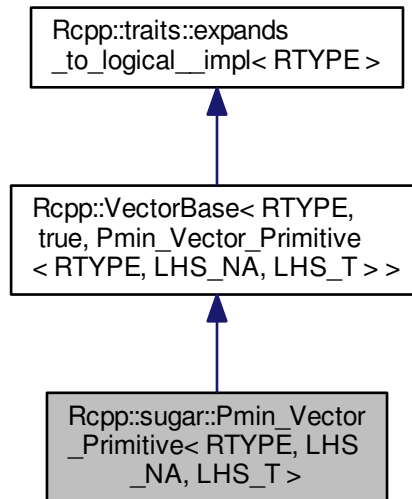 Rcpp::traits::expands
_to_logical__impl< RTYPE >
Rcpp::VectorBase< RTYPE,
true, Pmin_Vector_Primitive
< RTYPE, LHS_NA, LHS_T > >
Rcpp::sugar::Pmin_Vector
_Primitive< RTYPE, LHS
_NA, LHS_T >